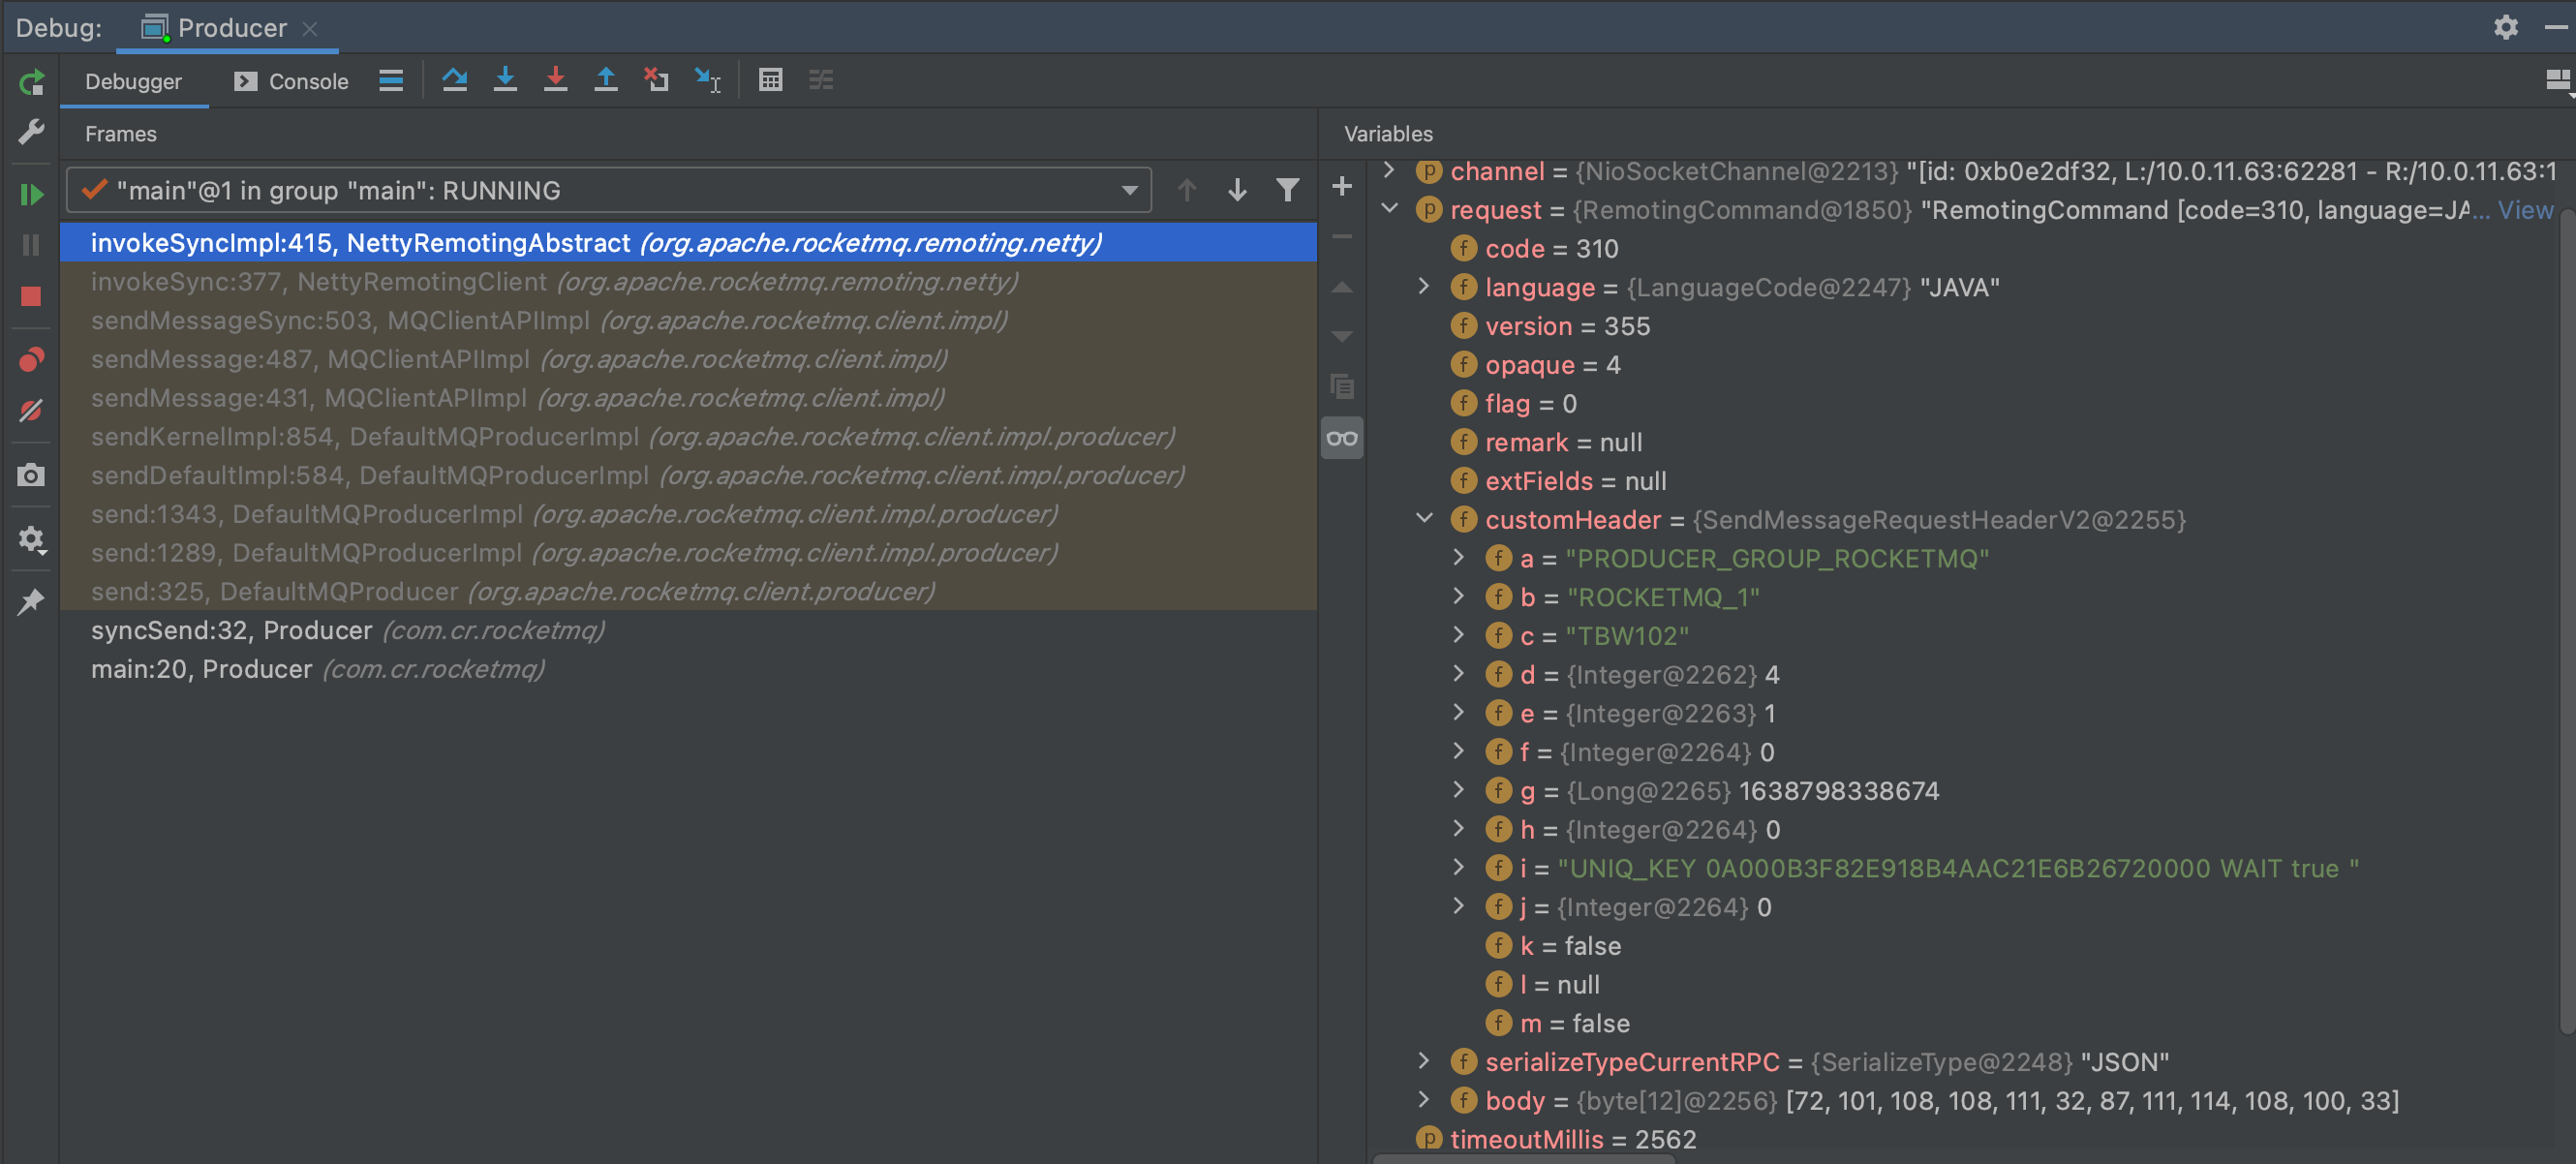 Debug: Producer
Debugger Console
Frames
"main"@1 in group "main": RUNNING
invokeSyncImpl:415, NettyRemotingAbstract (org.apache.rocketmq.remoting.netty)
invokeSync:377, NettyRemotingClient (org.apache.rocketmq.remoting.netty)
sendMessageSync:503, MQClientAPIImpl (org.apache.rocketmq.client.impl)
sendMessage:487, MQClientAPIImpl (org.apache.rocketmq.client.impl)
sendMessage:431, MQClientAPIImpl (org.apache.rocketmq.client.impl)
sendKernelImpl:854, DefaultMQProducerImpl (org.apache.rocketmq.client.impl.producer)
sendDefaultImpl:584, DefaultMQProducerImpl (org.apache.rocketmq.client.impl.producer)
send:1343, DefaultMQProducerImpl (org.apache.rocketmq.client.impl.producer)
send:1289, DefaultMQProducerImpl (org.apache.rocketmq.client.impl.producer)
send:325, DefaultMQProducer (org.apache.rocketmq.client.producer)
syncSend:32, Producer (com.cr.rocketmq)
main:20, Producer (com.cr.rocketmq)
Variables
p channel = {NioSocketChannel@2213} "[id: 0xb0e2df32, L:/10.0.11.63:62281 - R:/10.0.11.63:1
p request = {RemotingCommand@1850} "RemotingCommand [code=310, language=JA... View
f code = 310
f language = {LanguageCode@2247} "JAVA"
f version = 355
f opaque = 4
f flag = 0
f remark = null
f extFields = null
f customHeader = {SendMessageRequestHeaderV2@2255}
f a = "PRODUCER_GROUP_ROCKETMQ"
f b = "ROCKETMQ_1"
f c = "TBW102"
f d = {Integer@2262} 4
f e = {Integer@2263} 1
f f = {Integer@2264} 0
f g = {Long@2265} 1638798338674
f h = {Integer@2264} 0
f i = "UNIQ_KEY 0A000B3F82E918B4AAC21E6B26720000 WAIT true "
f j = {Integer@2264} 0
f k = false
f l = null
f m = false
f serializeTypeCurrentRPC = {SerializeType@2248} "JSON"
f body = {byte[12]@2256} [72, 101, 108, 108, 111, 32, 87, 111, 114, 108, 100, 33]
p timeoutMillis = 2562